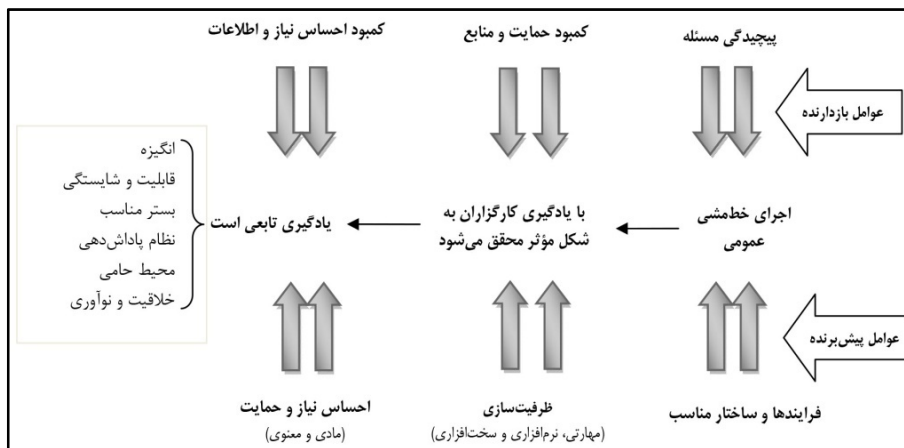 پیچیدگی مسئله
کمبود حمایت و منابع
کمبود احساس نیاز و اطلاعات
عوامل بازدارنده
اجرای خط‌مشی
عمومی
با یادگیری کارگزاران به
شکل مؤثر محقق می‌شود
یادگیری تابعی است
انگیزه
قابلیت و شایستگی
بستر مناسب
نظام پاداش‌دهی
محیط حامی
خلاقیت و نوآوری
عوامل پیش‌برنده
فرایندها و ساختار مناسب
ظرفیت‌سازی
(مهارتی، نرم‌افزاری و سخت‌افزاری)
احساس نیاز و حمایت
(مادی و معنوی)